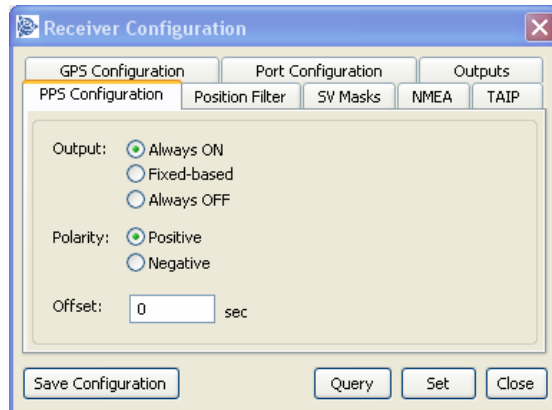 Receiver Configuration
GPS Configuration Port Configuration Outputs
PPS Configuration Position Filter SV Masks NMEA TAIP
Output: Always ON
Fixed-based
Always OFF
Polarity: Positive
Negative
Offset: 0 sec
Save Configuration Query Set Close